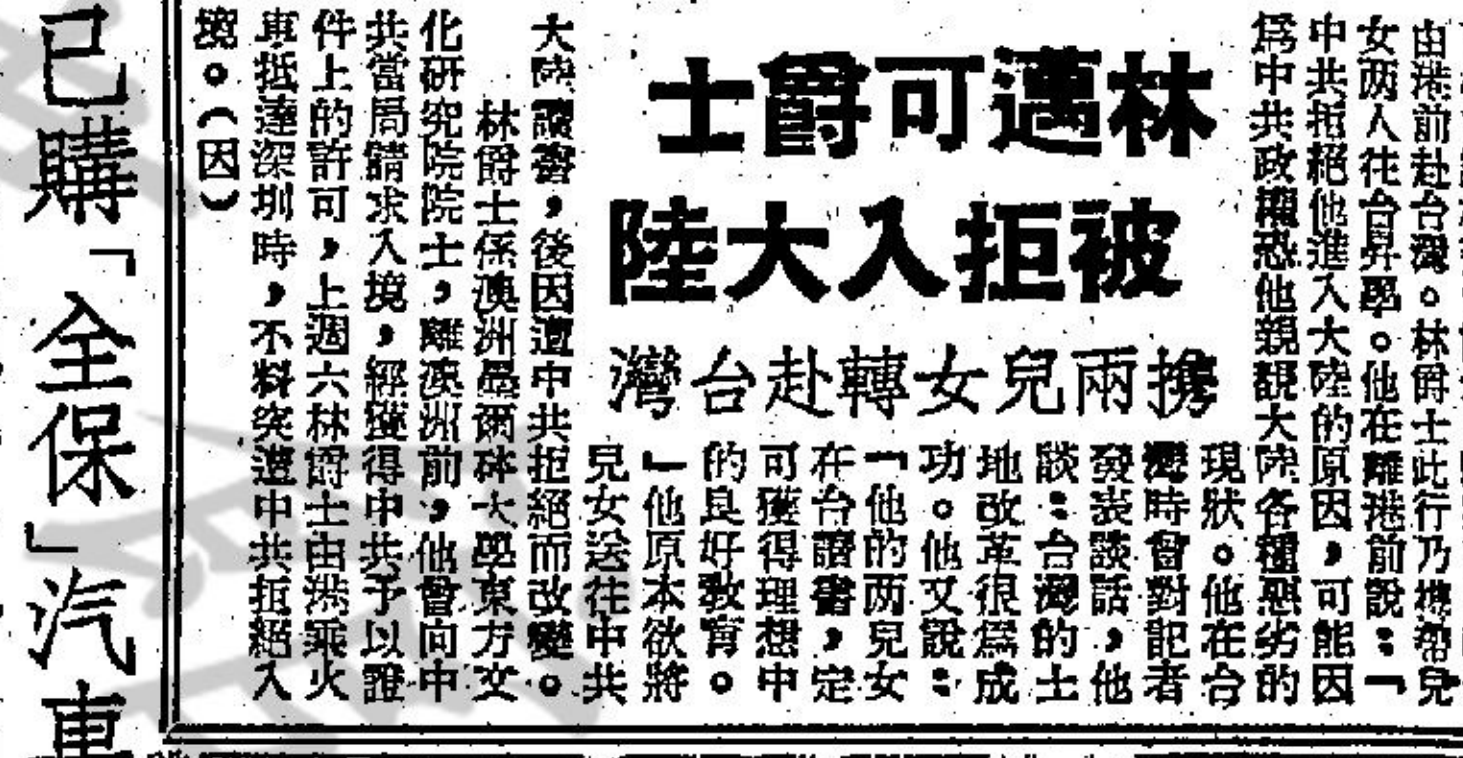 林邁可爵士
被拒入大陸
携兩兒女轉赴台灣
由港前赴台灣。林爵士此行乃攜帶兒
女两人往台昇學。他在離港前說：「
中共拒絕他進入大陸的原因，可能因
爲中共政權恐他親覩大陸各種惡劣的
現狀。他在台
灣時曾對記者
發表談話，他
談：台灣的土
地改革很爲成
功。他又說：
「他的两兒女
在台讀書，定
可獲得理想中
的良好敎育。
」他原本欲將
兒女送往中共
大陸讀書，後因遭中共拒絕而改變。
林爵士係澳洲墨爾砵大學東方文
化研究院院士，離澳洲前，他曾向中
共當局請求入境，經獲得中共予以證
件上的許可，上週六林爵士由港乘火
車抵達深圳時，不料突遭中共拒絕入
境。（因）
已購「全保」汽車